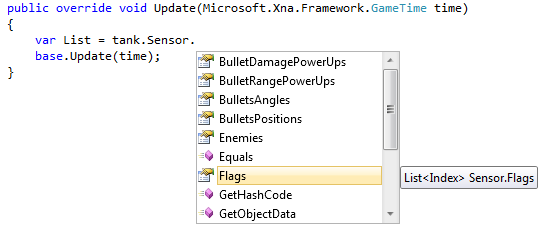 public override void Update(Microsoft.Xna.Framework.GameTime time)
{
var List = tank.Sensor.
base.Update(time);
}
BulletDamagePowerUps
BulletRangePowerUps
BulletsAngles
BulletsPositions
Enemies
Equals
Flags
List<Index> Sensor.Flags
GetHashCode
GetObjectData